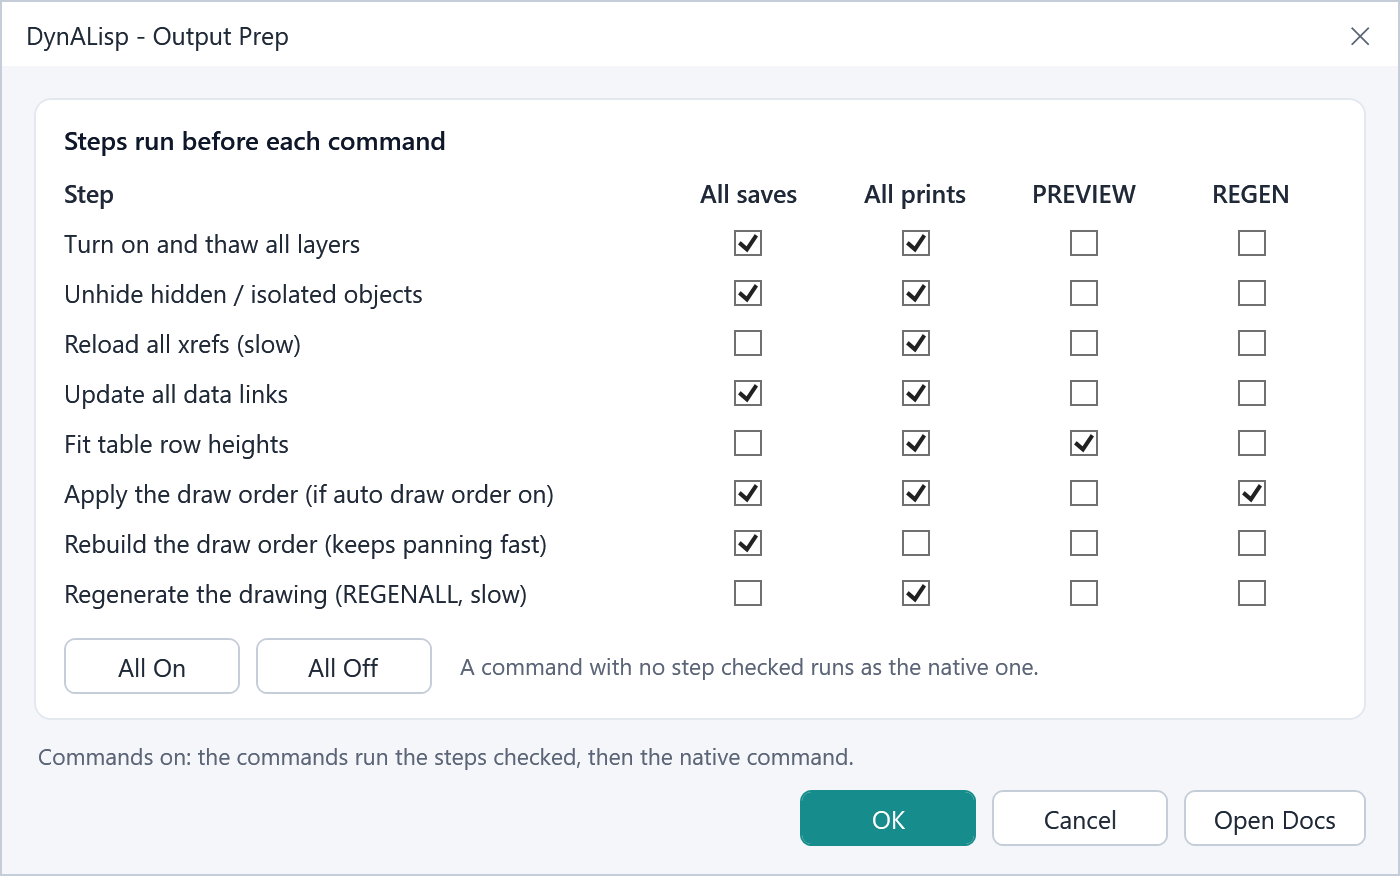 DynALisp - Output Prep
Steps run before each command
Step All saves All prints PREVIEW REGEN
Turn on and thaw all layers
Unhide hidden / isolated objects
Reload all xrefs (slow)
Update all data links
Fit table row heights
Apply the draw order (if auto draw order on)
Rebuild the draw order (keeps panning fast)
Regenerate the drawing (REGENALL, slow)
All On All Off A command with no step checked runs as the native one.
Commands on: the commands run the steps checked, then the native command.
OK Cancel Open Docs